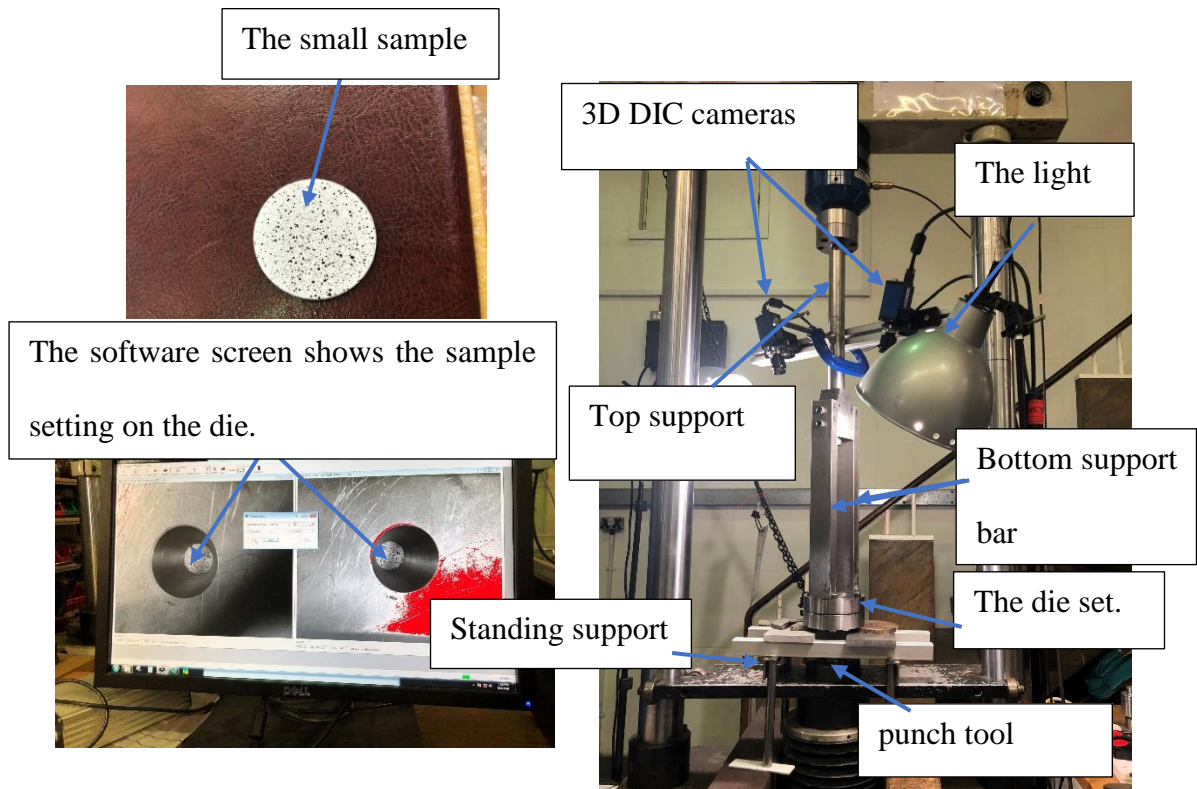 The small sample
3D DIC cameras
The light
The software screen shows the sample
setting on the die.
Top support
Bottom support
bar
The die set.
Standing support
punch tool
DELL